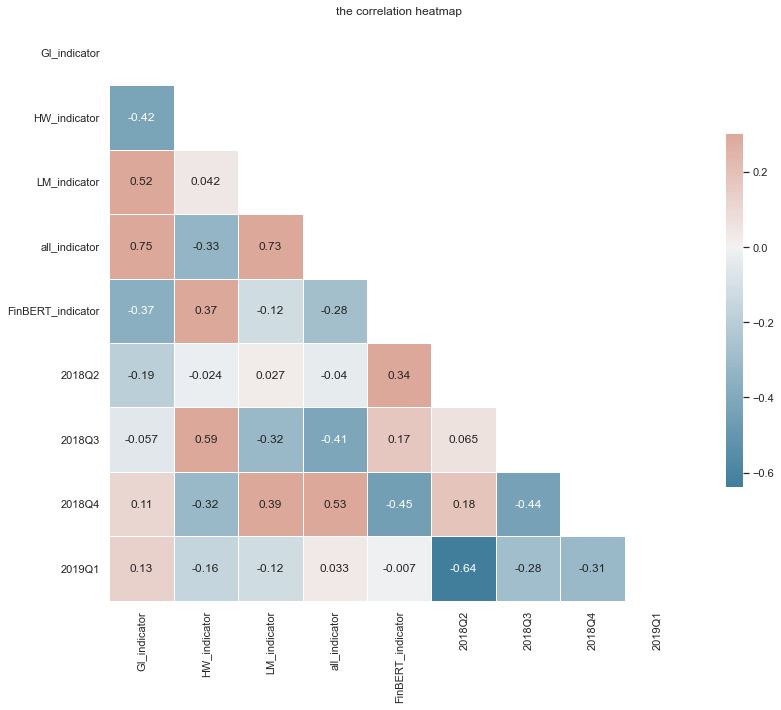 the correlation heatmap
GI_indicator
HW_indicator
-0.42
LM_indicator
0.52 0.042
all_indicator
0.75 -0.33 0.73
FinBERT_indicator
-0.37 0.37 -0.12 -0.28
2018Q2
-0.19 -0.024 0.027 -0.04 0.34
2018Q3
-0.057 0.59 -0.32 -0.41 0.17 0.065
2018Q4
0.11 -0.32 0.39 0.53 -0.45 0.18 -0.44
2019Q1
0.13 -0.16 -0.12 0.033 -0.007 -0.64 -0.28 -0.31
GI_indicator
HW_indicator
LM_indicator
all_indicator
FinBERT_indicator
2018Q2
2018Q3
2018Q4
2019Q1
0.2
0.0
−0.2
−0.4
−0.6